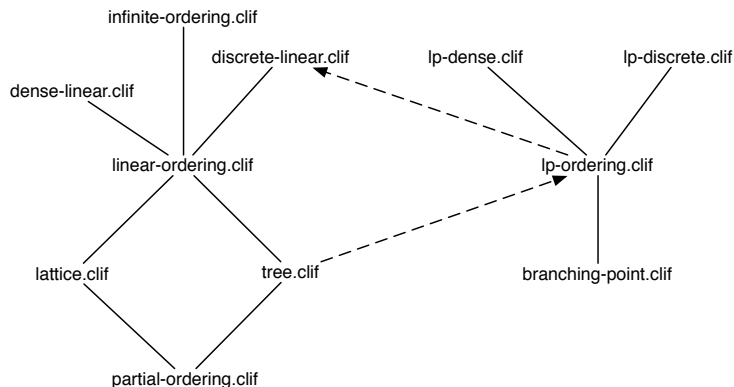 infinite-ordering.clif
discrete-linear.clif
lp-dense.clif
lp-discrete.clif
dense-linear.clif
linear-ordering.clif
lp-ordering.clif
lattice.clif
tree.clif
branching-point.clif
partial-ordering.clif